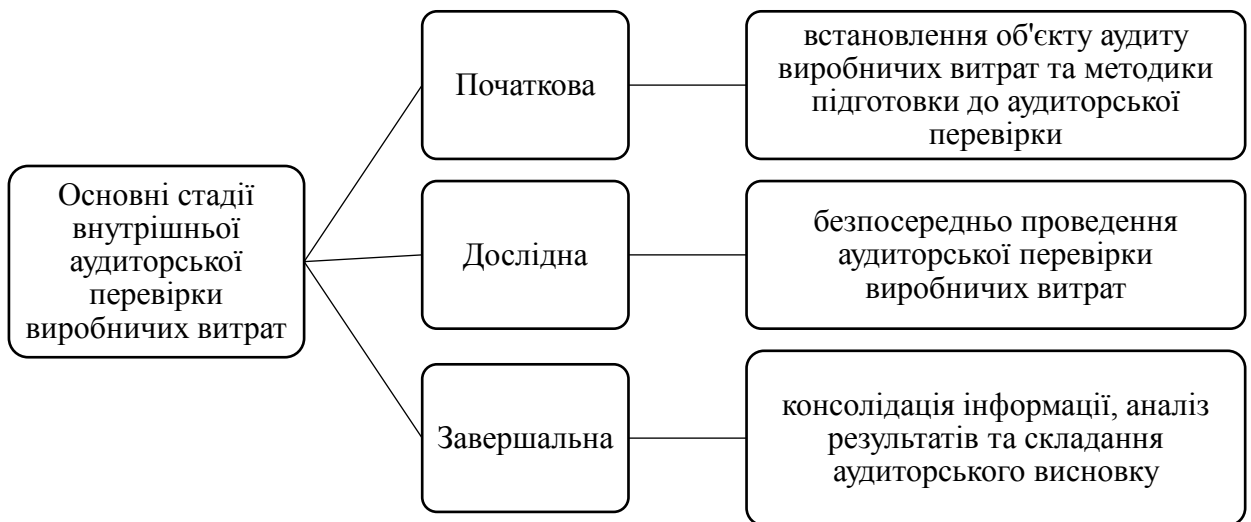 Основні стадії
внутрішньої
аудиторської
перевірки
виробничих витрат
Початкова
встановлення об'єкту аудиту
виробничих витрат та методики
підготовки до аудиторської
перевірки
Дослідна
безпосередньо проведення
аудиторської перевірки
виробничих витрат
Завершальна
консолідація інформації, аналіз
результатів та складання
аудиторського висновку